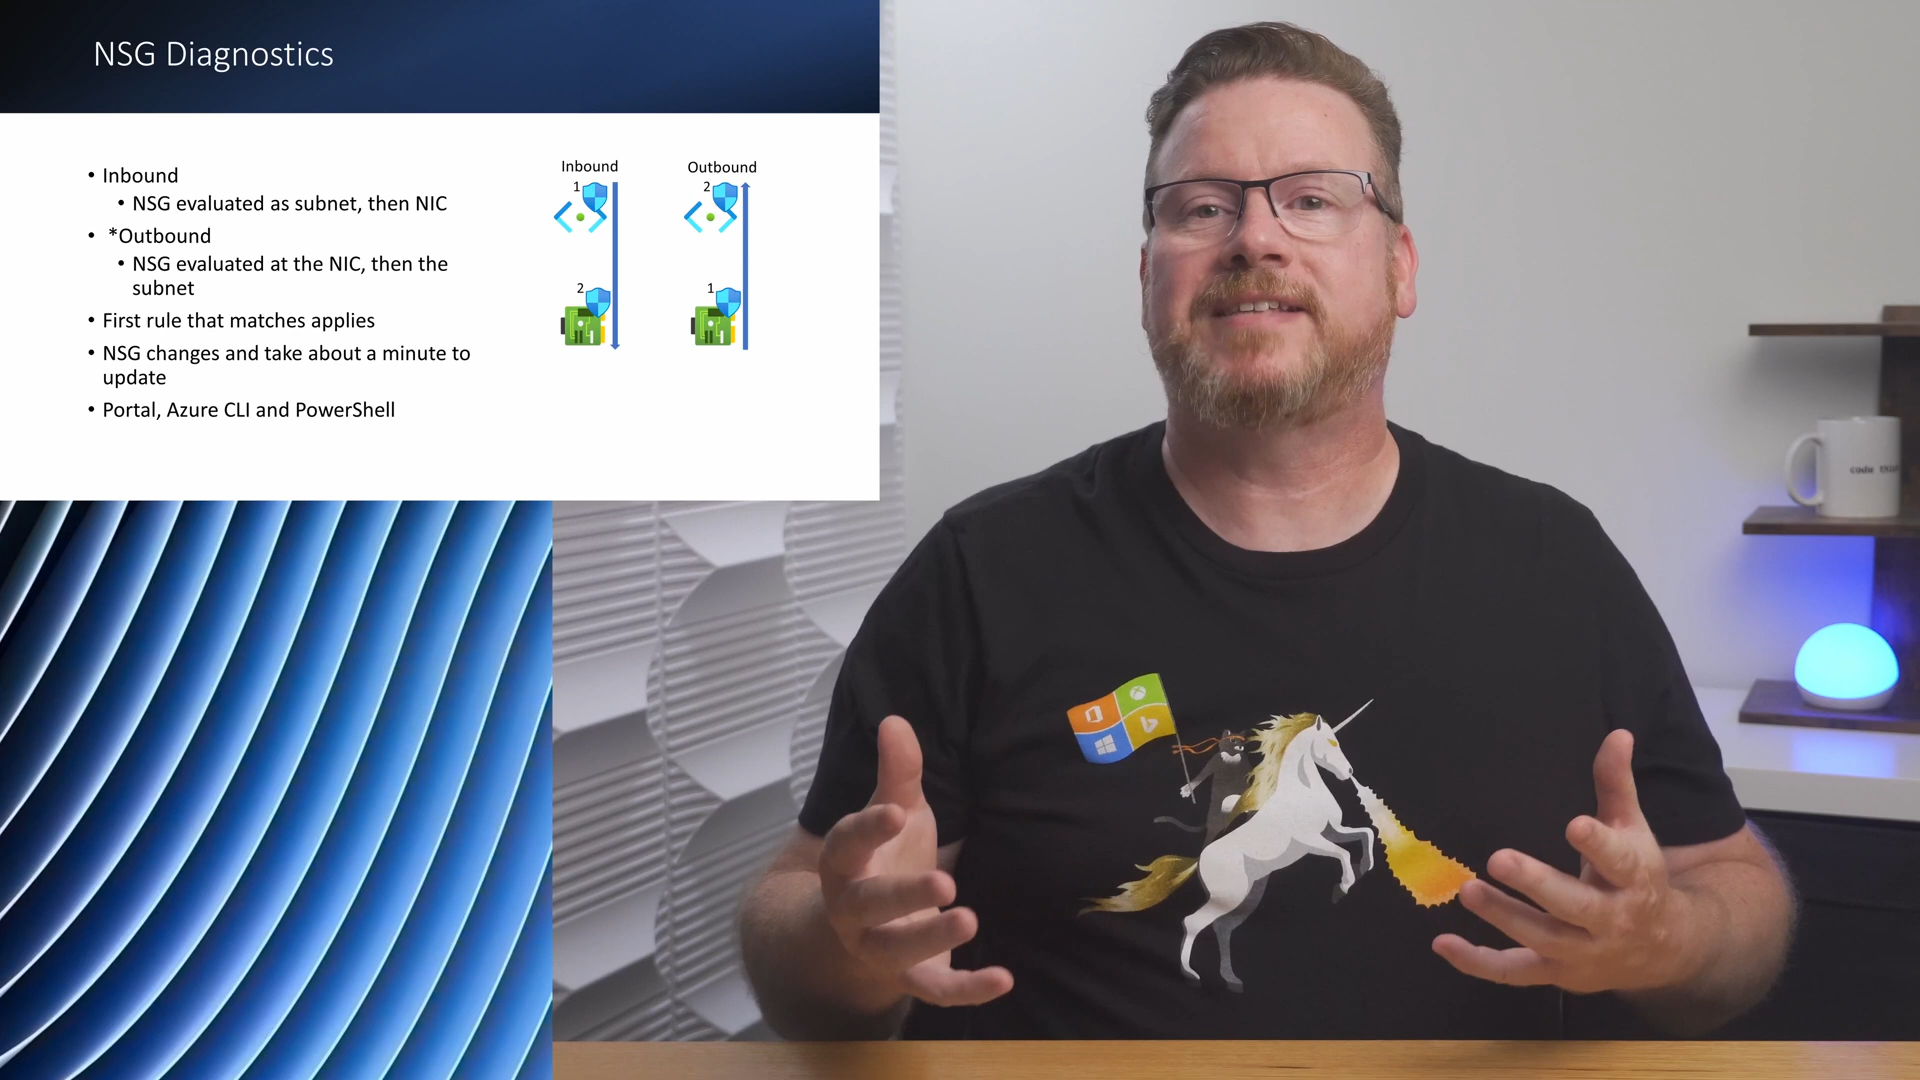 NSG Diagnostics
• Inbound
• NSG evaluated as subnet, then NIC
• *Outbound
• NSG evaluated at the NIC, then the
subnet
• First rule that matches applies
• NSG changes and take about a minute to
update
• Portal, Azure CLI and PowerShell
Inbound
1
2
Outbound
2
1
code